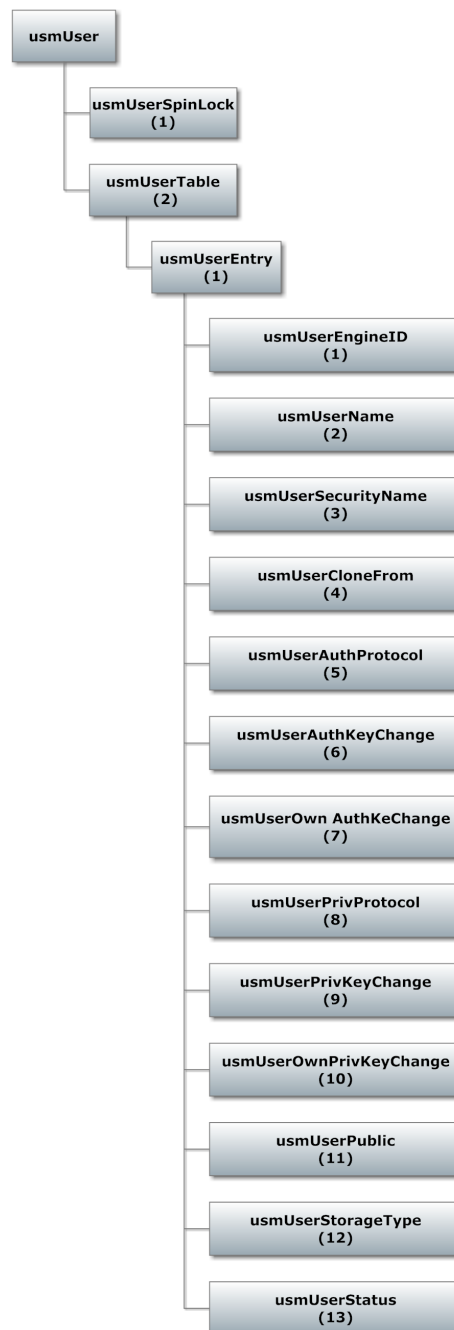 usmUser
usmUserSpinLock
(1)
usmUserTable
(2)
usmUserEntry
(1)
usmUserEngineID
(1)
usmUserName
(2)
usmUserSecurityName
(3)
usmUserCloneFrom
(4)
usmUserAuthProtocol
(5)
usmUserAuthKeyChange
(6)
usmUserOwn AuthKeChange
(7)
usmUserPrivProtocol
(8)
usmUserPrivKeyChange
(9)
usmUserOwnPrivKeyChange
(10)
usmUserPublic
(11)
usmUserStorageType
(12)
usmUserStatus
(13)